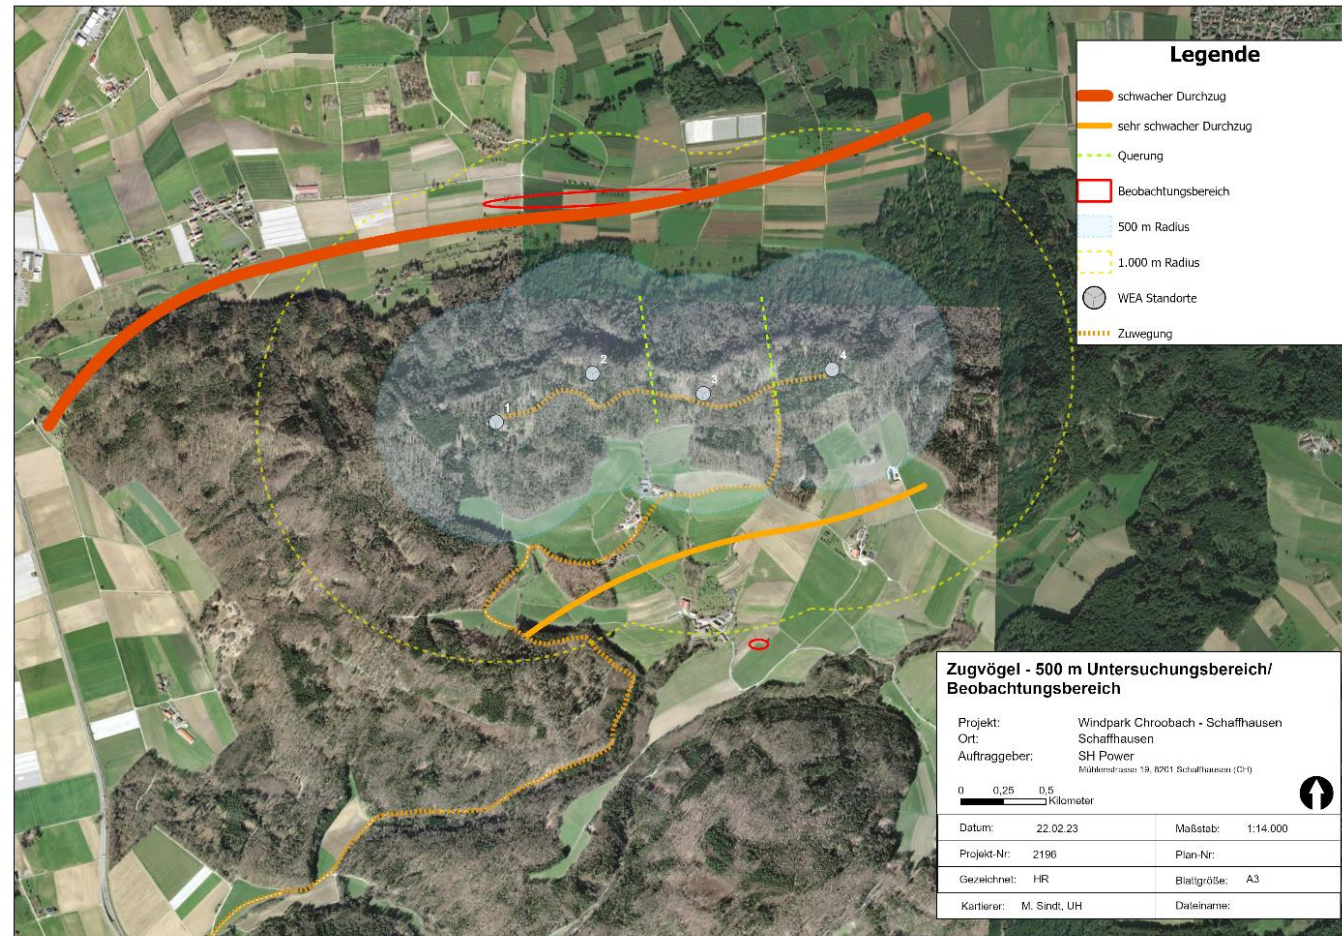 Legende
schwacher Durchzug
sehr schwacher Durchzug
Querung
Beobachtungsbereich
500 m Radius
1.000 m Radius
WEA Standorte
Zuwegung
2
4
3
1
Zugvögel - 500 m Untersuchungsbereich/
Beobachtungsbereich
Projekt: Windpark Chroobach - Schaffhausen
Ort: Schaffhausen
Auftraggeber: SH Power
Mühlenstrasse 19, 8201 Schaffhausen (CH)
0 0,25 0,5
Kilometer
Datum: 22.02.23 Maßstab: 1:14.000
Projekt-Nr: 2196 Plan-Nr:
Gezeichnet: HR Blattgröße: A3
Kartierer: M. Sindt, UH Dateiname: